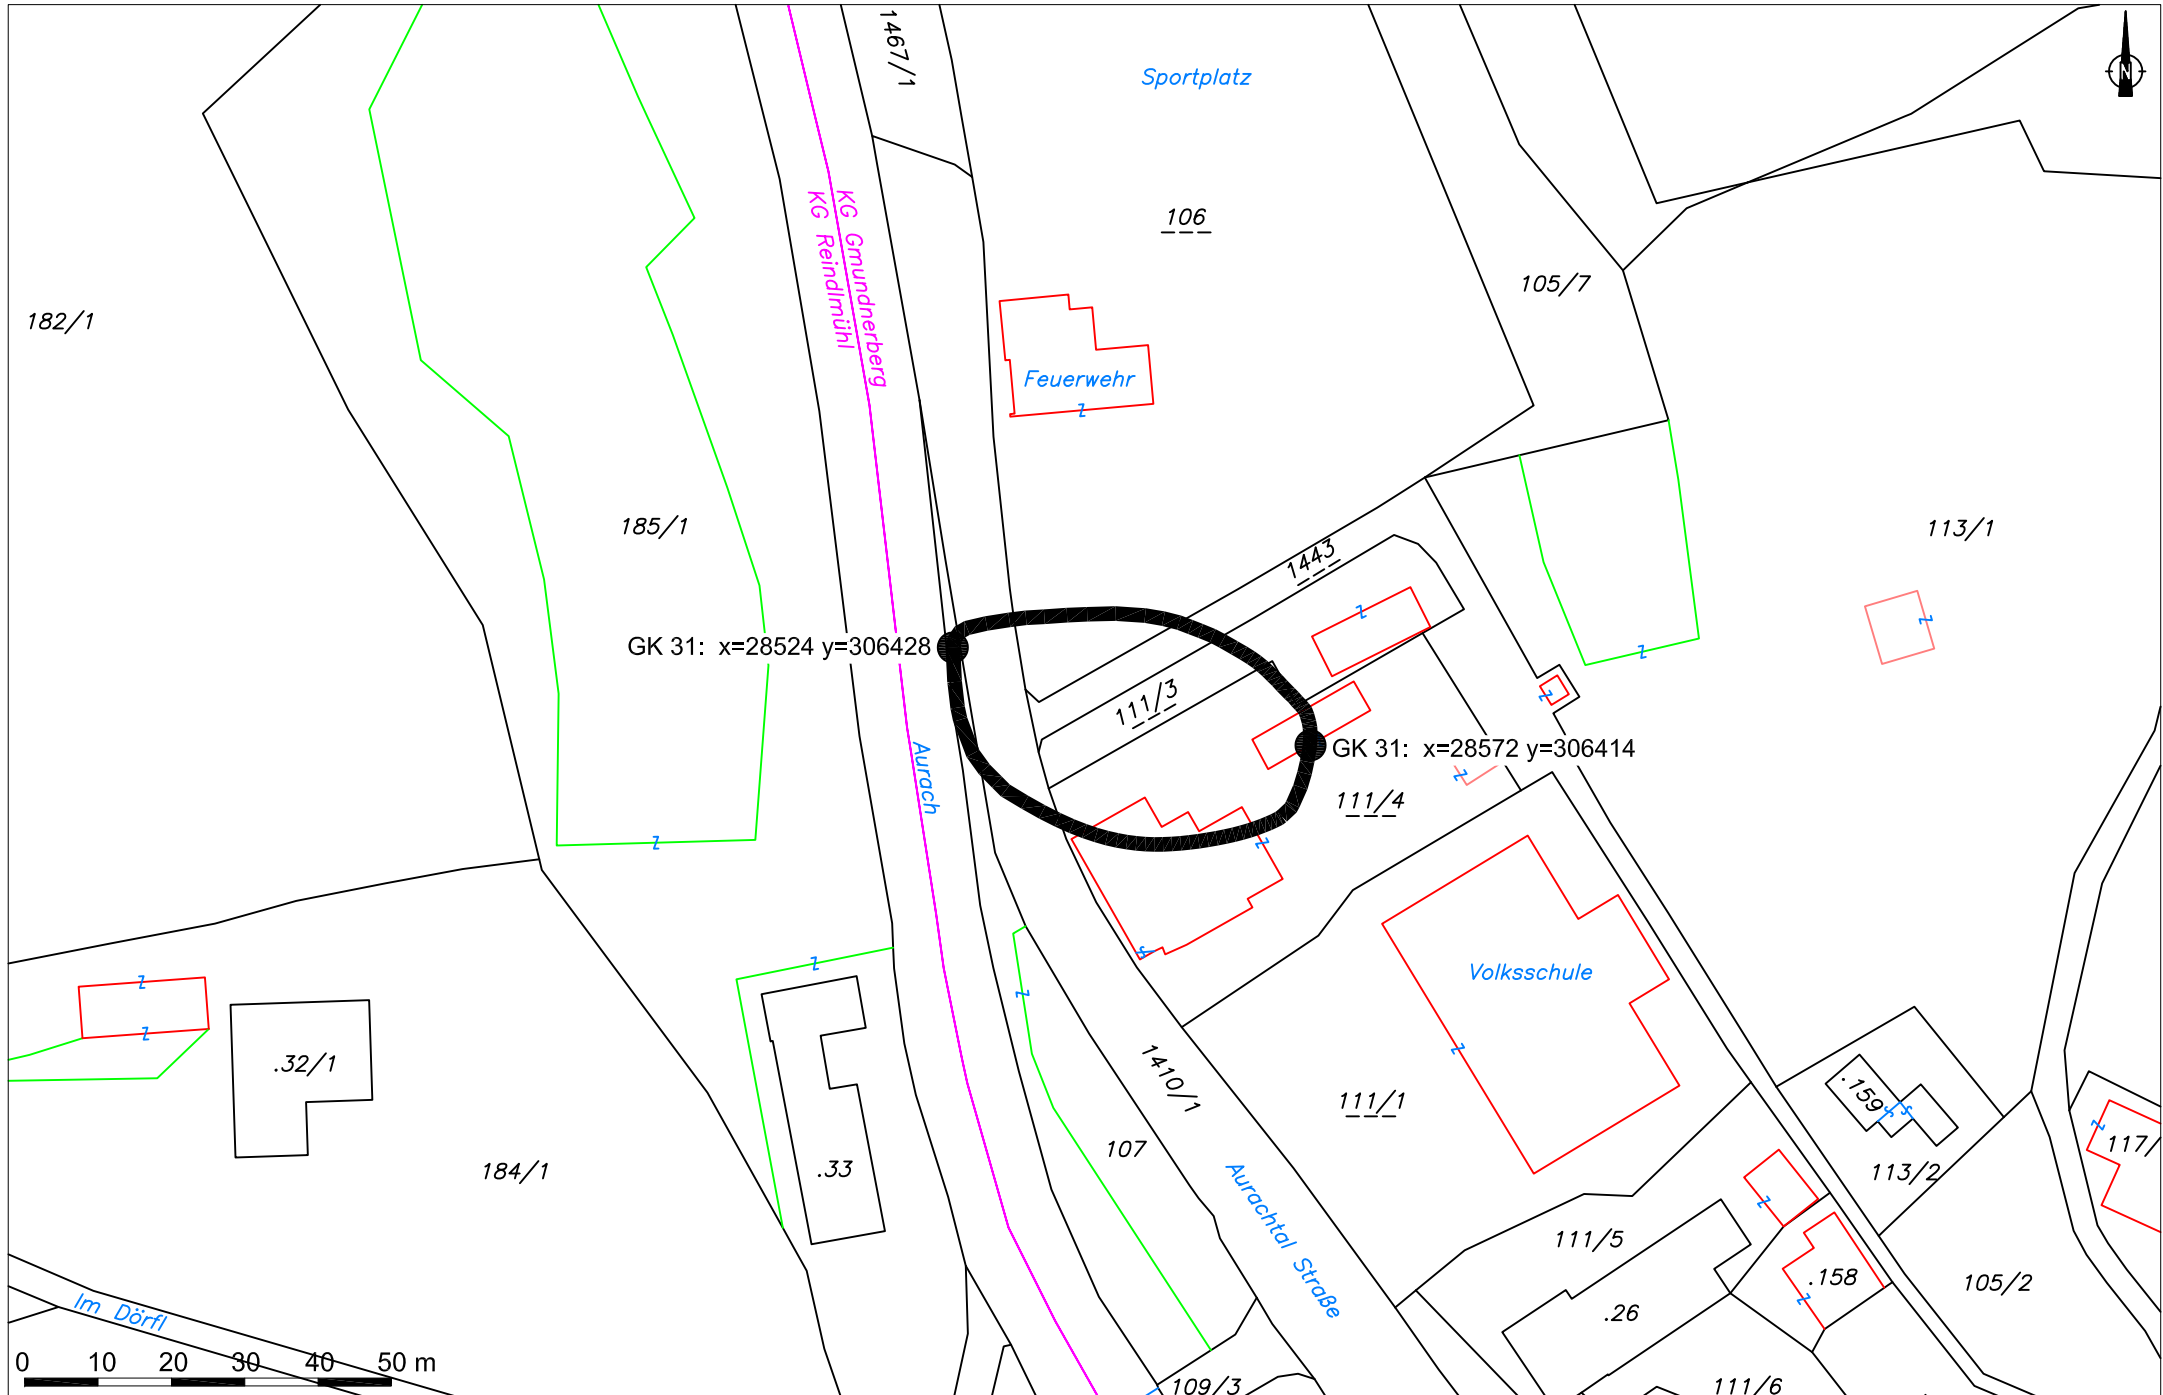 1467/1
Sportplatz
N
106
KG Gmundnerberg
KG Reindlmühl
105/7
182/1
Feuerwehr
z
185/1
113/1
1443
z
z
GK 31: x=28524 y=306428
z
111/3
z
GK 31: x=28572 y=306414
z
Aurach
111/4
z
z
Volksschule
z
z
z
z
z
1410/1
.32/1
111/1
.159
z
117/
107
.33
184/1
113/2
Aurachtal Straße
z
111/5
.158
105/2
z
.26
Im Dörfl
0 10 20 30 40 50 m
109/3
111/6